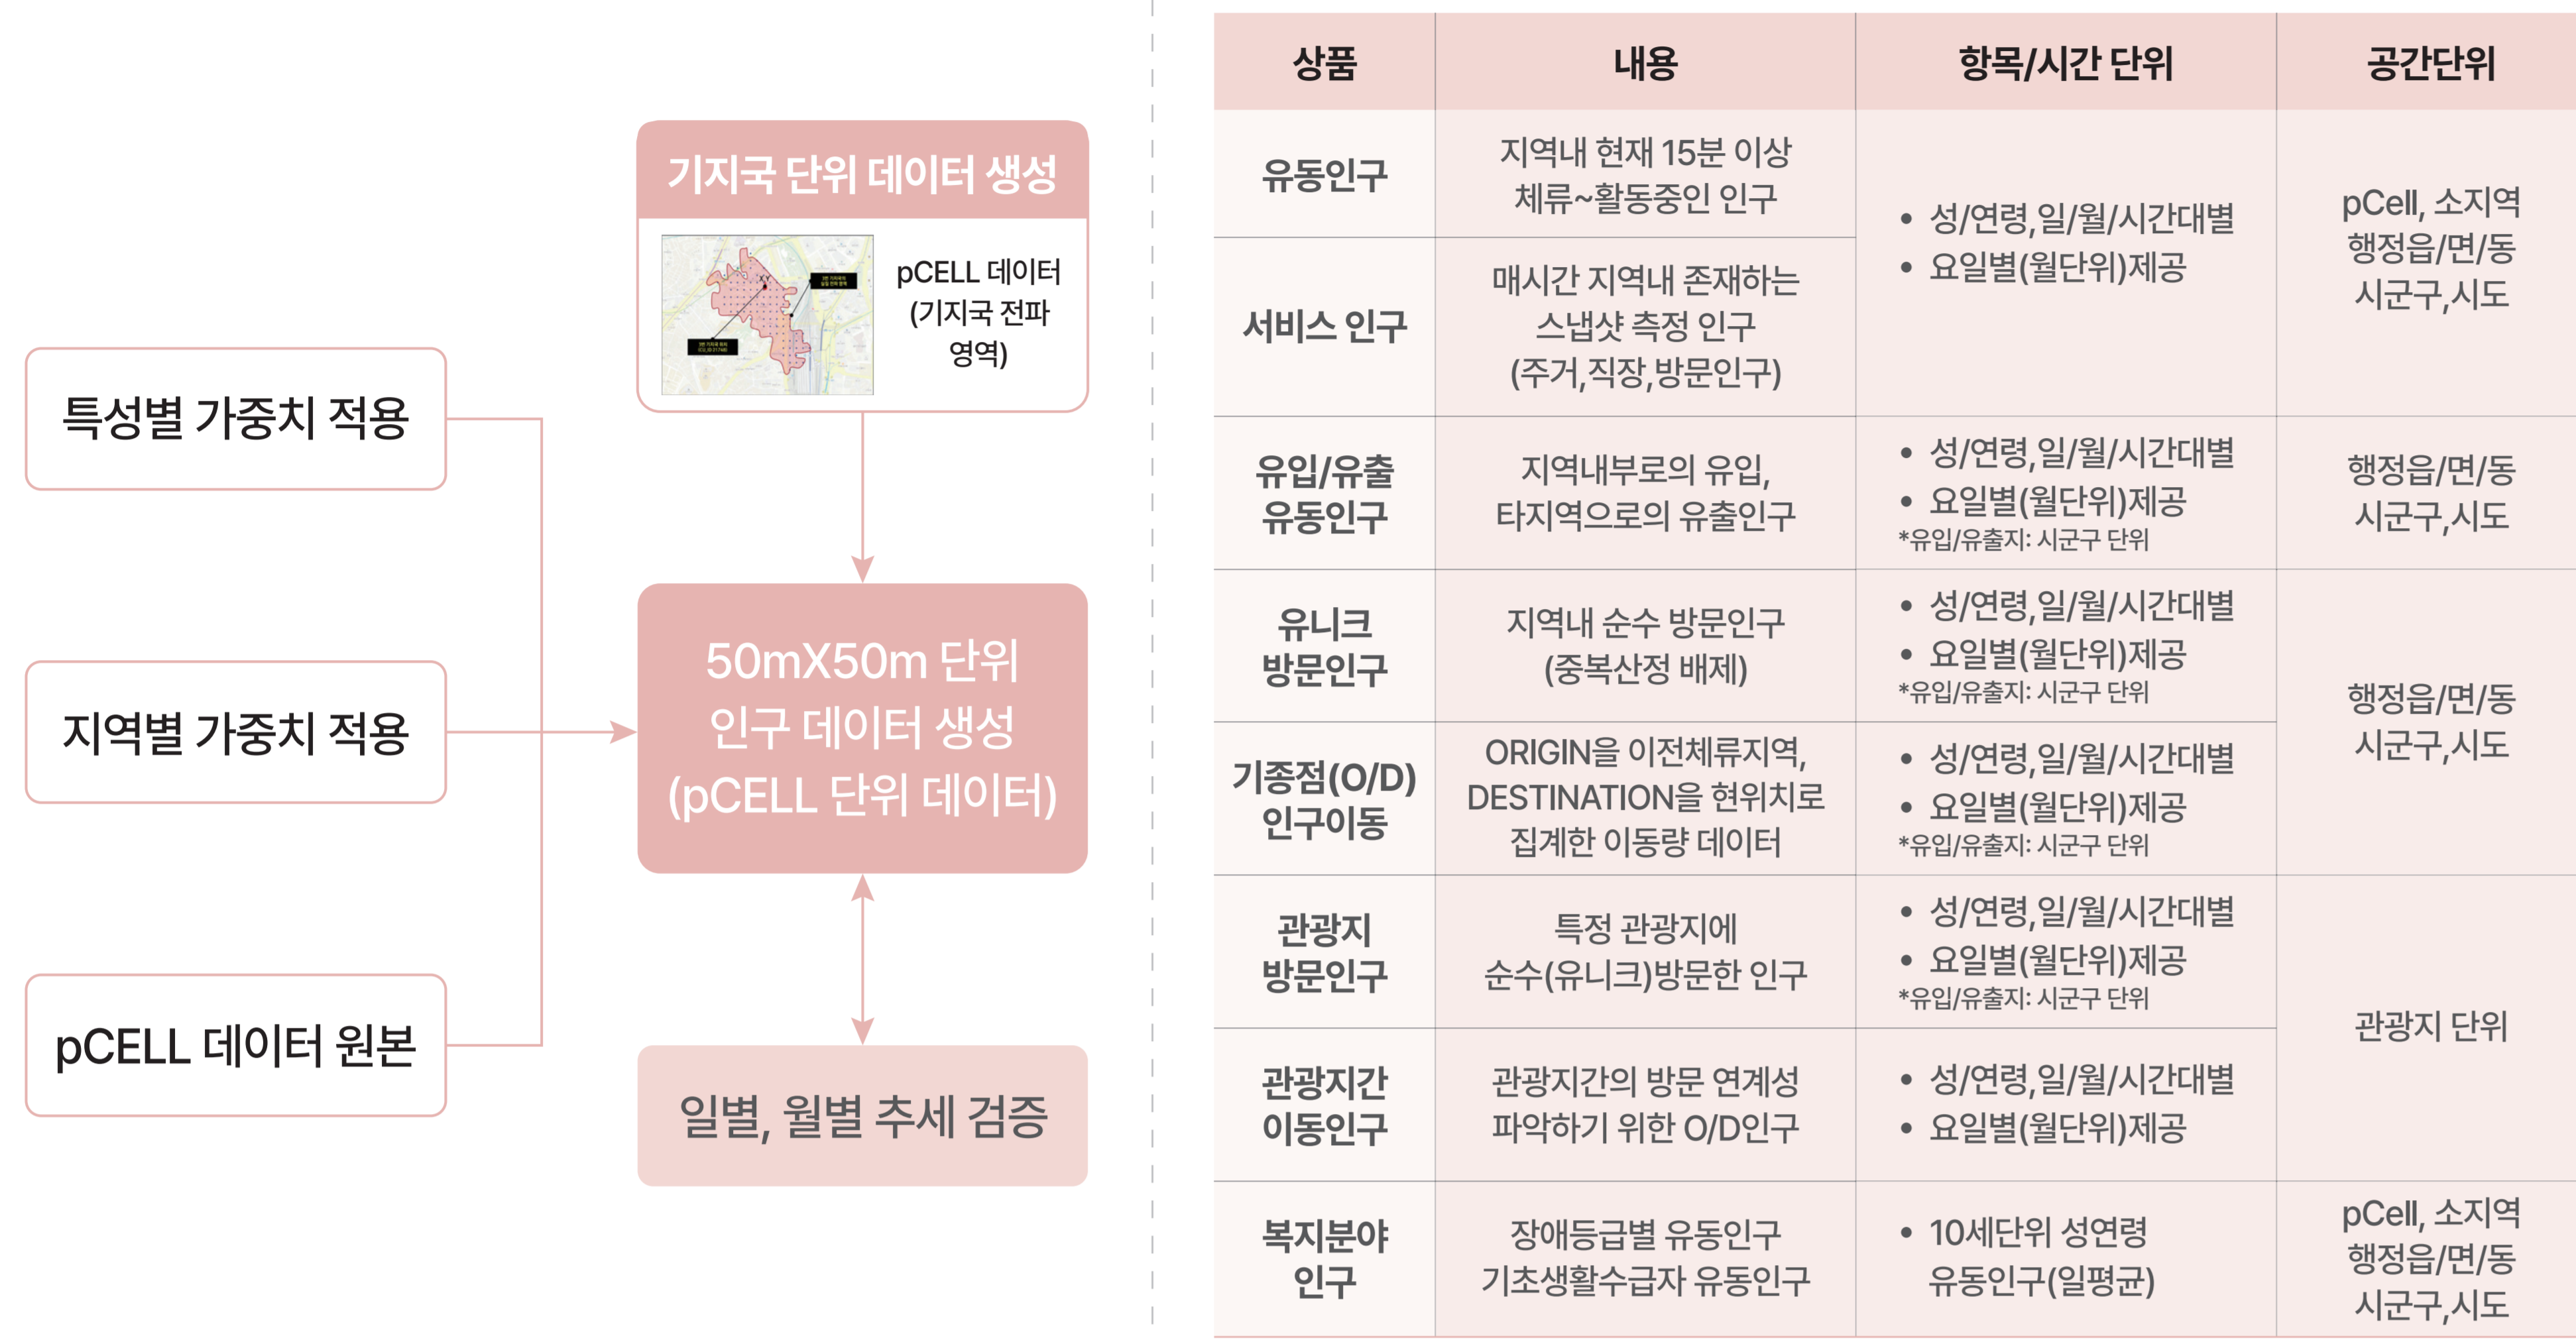 기지국 단위 데이터 생성
pCELL 데이터
(기지국 전파
영역)
특성별 가중치 적용
지역별 가중치 적용
pCELL 데이터 원본
50mX50m 단위
인구 데이터 생성
(pCELL 단위 데이터)
일별, 월별 추세 검증
상품
내용
항목/시간 단위
공간단위
유동인구
지역내 현재 15분 이상
체류~활동중인 인구
• 성/연령,일/월/시간대별
• 요일별(월단위)제공
pCell, 소지역
행정읍/면/동
시군구,시도
서비스 인구
매시간 지역내 존재하는
스냅샷 측정 인구
(주거,직장,방문인구)
유입/유출
유동인구
지역내부로의 유입,
타지역으로의 유출인구
• 성/연령,일/월/시간대별
• 요일별(월단위)제공
*유입/유출지: 시군구 단위
행정읍/면/동
시군구,시도
유니크
방문인구
지역내 순수 방문인구
(중복산정 배제)
• 성/연령,일/월/시간대별
• 요일별(월단위)제공
*유입/유출지: 시군구 단위
행정읍/면/동
시군구,시도
기종점(O/D)
인구이동
ORIGIN을 이전체류지역,
DESTINATION을 현위치로
집계한 이동량 데이터
• 성/연령,일/월/시간대별
• 요일별(월단위)제공
*유입/유출지: 시군구 단위
관광지
방문인구
특정 관광지에
순수(유니크)방문한 인구
• 성/연령,일/월/시간대별
• 요일별(월단위)제공
*유입/유출지: 시군구 단위
관광지 단위
관광지간
이동인구
관광지간의 방문 연계성
파악하기 위한 O/D인구
• 성/연령,일/월/시간대별
• 요일별(월단위)제공
복지분야
인구
장애등급별 유동인구
기초생활수급자 유동인구
• 10세단위 성연령
유동인구(일평균)
pCell, 소지역
행정읍/면/동
시군구,시도